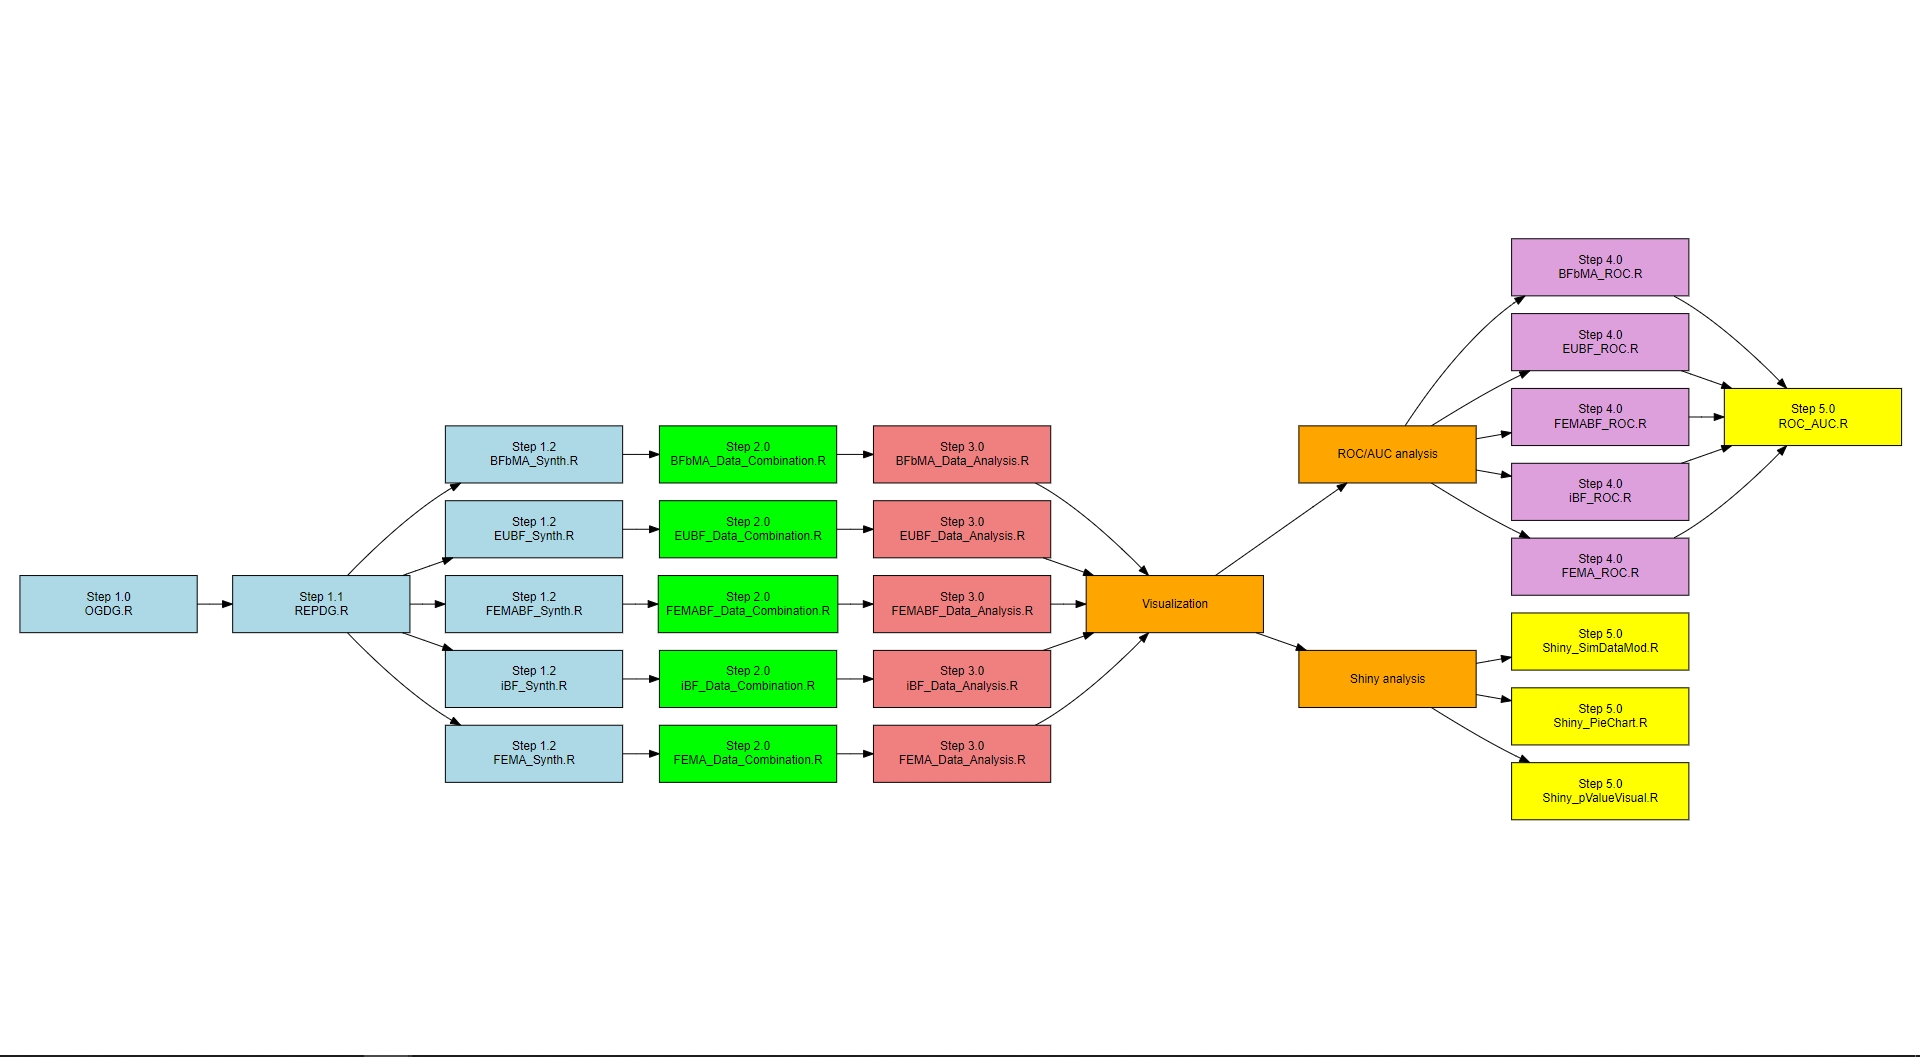 Step 1.0
OGDG.R
Step 1.1
REPDG.R
Step 1.2
BFbMA_Synth.R
Step 1.2
EUBF_Synth.R
Step 1.2
FEMABF_Synth.R
Step 1.2
iBF_Synth.R
Step 1.2
FEMA_Synth.R
Step 2.0
BFbMA_Data_Combination.R
Step 2.0
EUBF_Data_Combination.R
Step 2.0
FEMABF_Data_Combination.R
Step 2.0
iBF_Data_Combination.R
Step 2.0
FEMA_Data_Combination.R
Step 3.0
BFbMA_Data_Analysis.R
Step 3.0
EUBF_Data_Analysis.R
Step 3.0
FEMABF_Data_Analysis.R
Step 3.0
iBF_Data_Analysis.R
Step 3.0
FEMA_Data_Analysis.R
Visualization
ROC/AUC analysis
Shiny analysis
Step 4.0
BFbMA_ROC.R
Step 4.0
EUBF_ROC.R
Step 4.0
FEMABF_ROC.R
Step 4.0
iBF_ROC.R
Step 4.0
FEMA_ROC.R
Step 5.0
Shiny_SimDataMod.R
Step 5.0
Shiny_PieChart.R
Step 5.0
Shiny_pValueVisual.R
Step 5.0
ROC_AUC.R